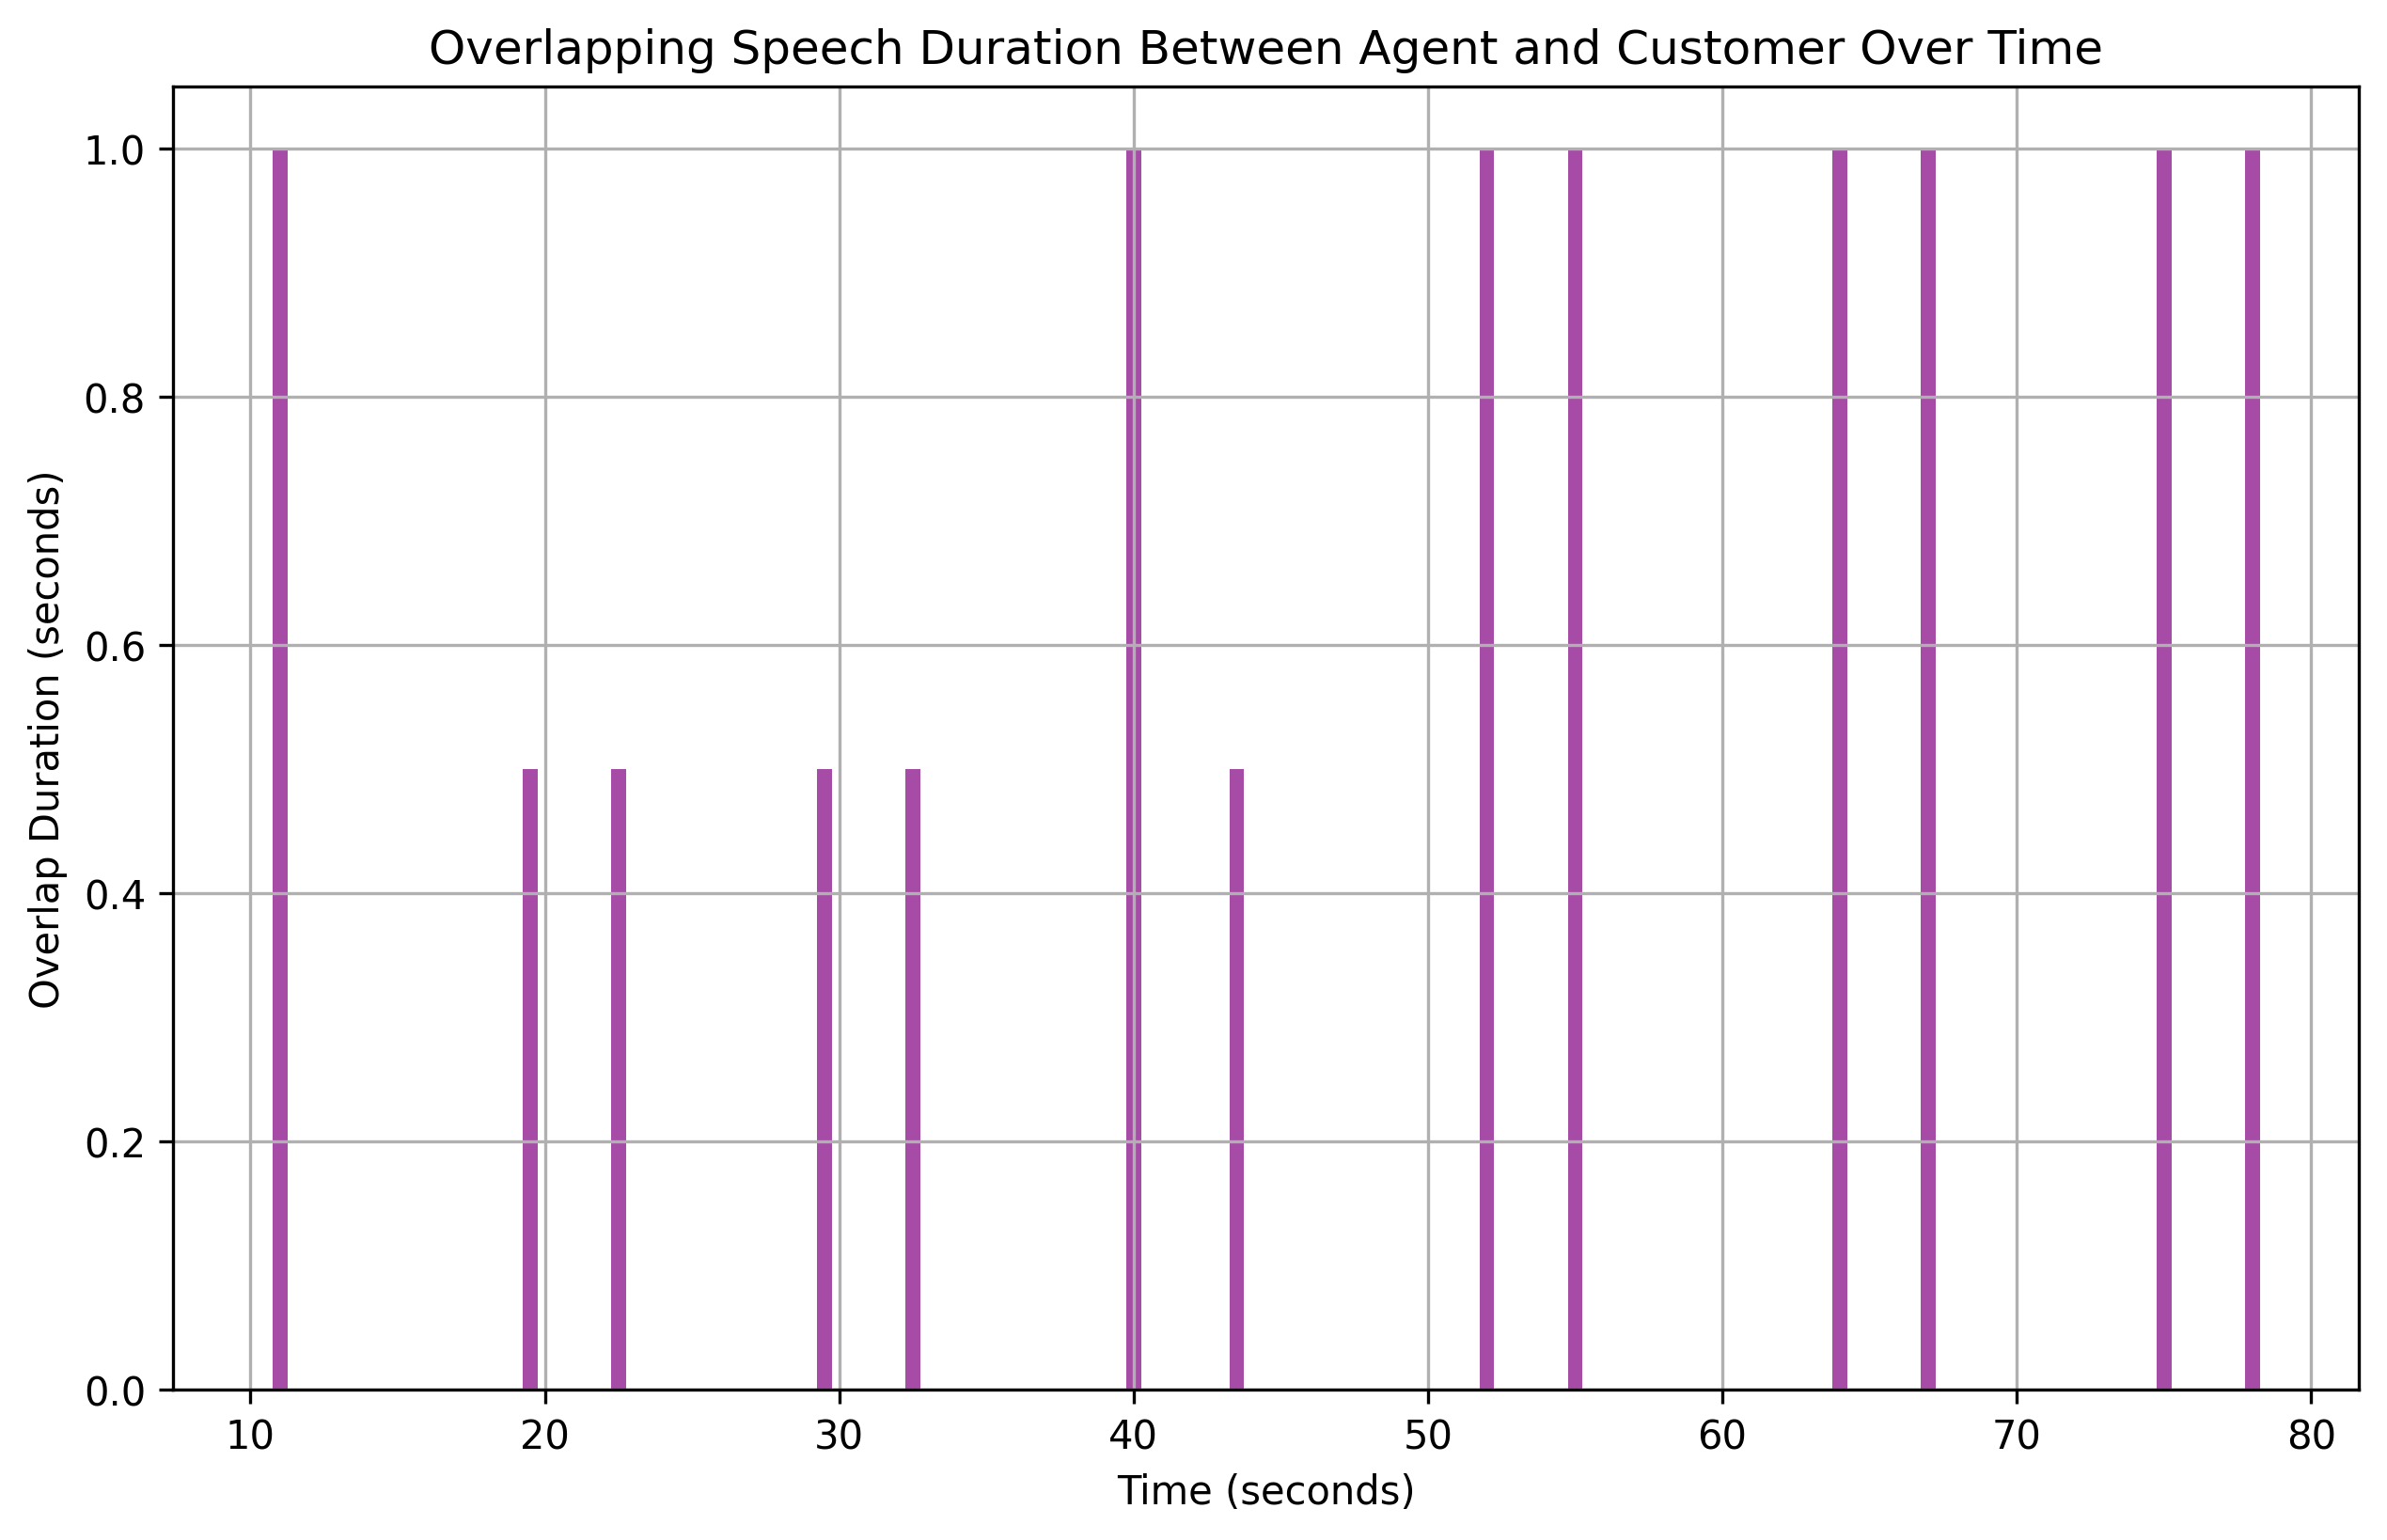 Overlapping Speech Duration Between Agent and Customer Over Time
Overlap Duration (seconds)
1.0
0.8
0.6
0.4
0.2
0.0
10 20 30 40 50 60 70 80
Time (seconds)